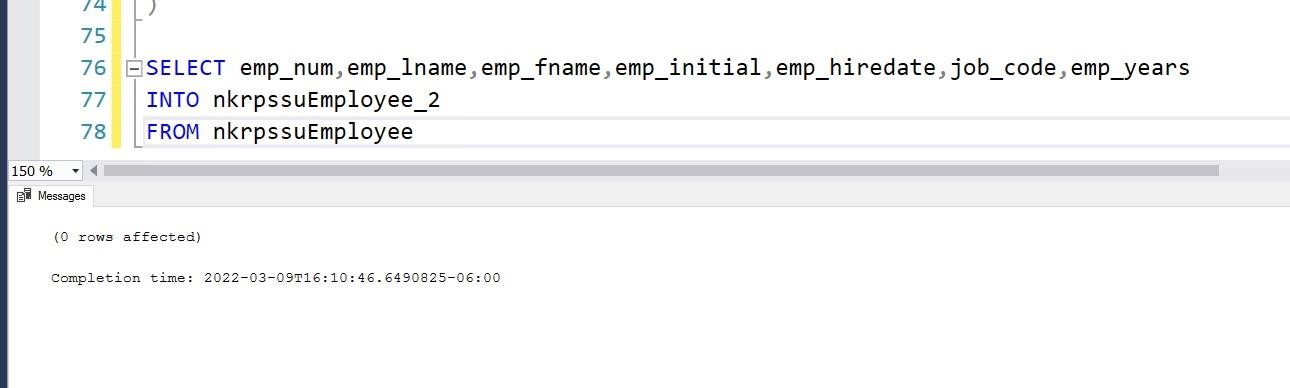 74 )
75
76 SELECT emp_num,emp_lname,emp_fname,emp_initial,emp_hiredate,job_code,emp_years
77 INTO nkrpssuEmployee_2
78 FROM nkrpssuEmployee
150 %
Messages
(0 rows affected)
Completion time: 2022-03-09T16:10:46.6490825-06:00